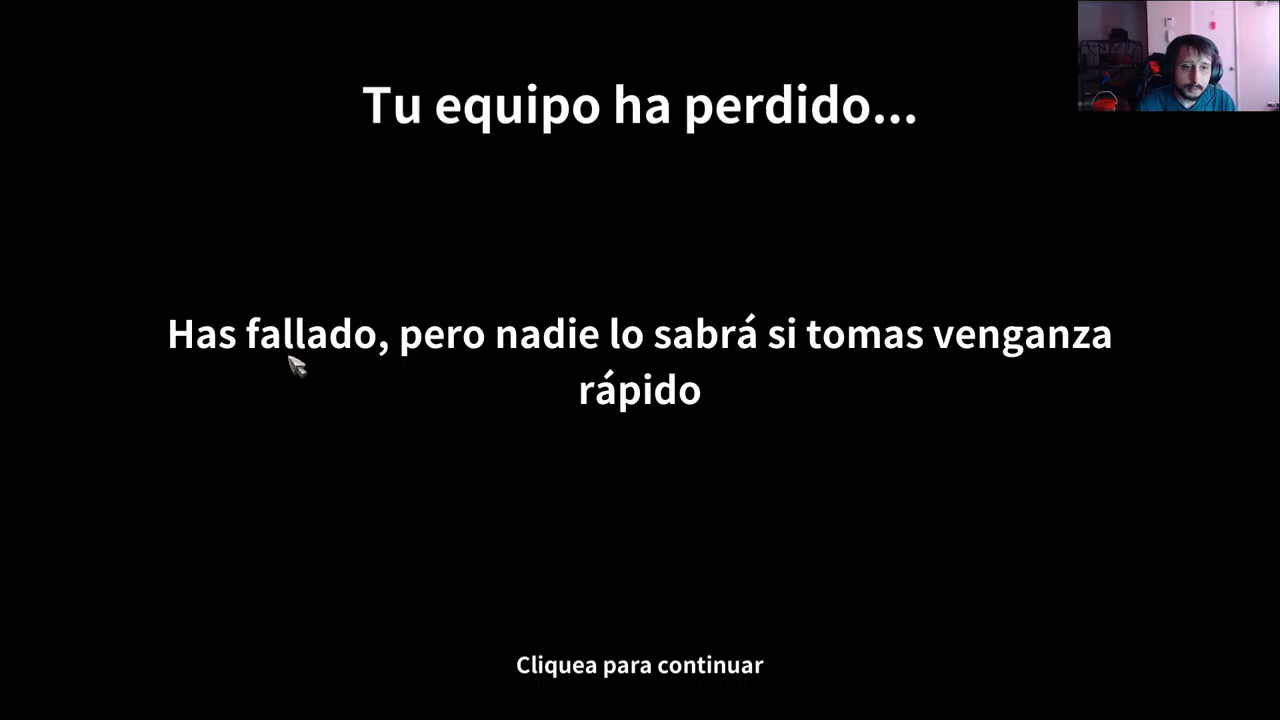 Tu equipo ha perdido...
Has fallado, pero nadie lo sabrá si tomas venganza
rápido
Cliquea para continuar